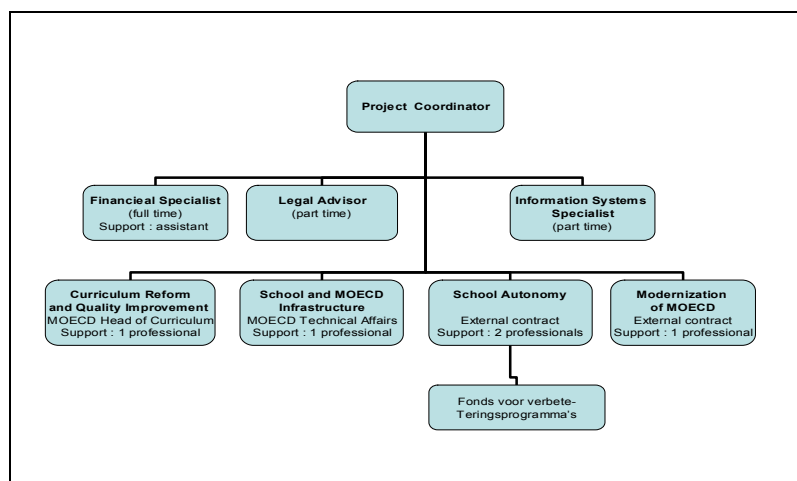 Project Coordinator
Financieal Specialist
(full time)
Support : assistant
Legal Advisor
(part time)
Information Systems
Specialist
(part time)
Curriculum Reform
and Quality Improvement
MOECD Head of Curriculum
Support : 1 professional
School and MOECD
Infrastructure
MOECD Technical Affairs
Support : 1 professional
School Autonomy
External contract
Support : 2 professionals
Modernization
of MOECD
External contract
Support : 1 professional
Fonds voor verbete-
Teringsprogramma's